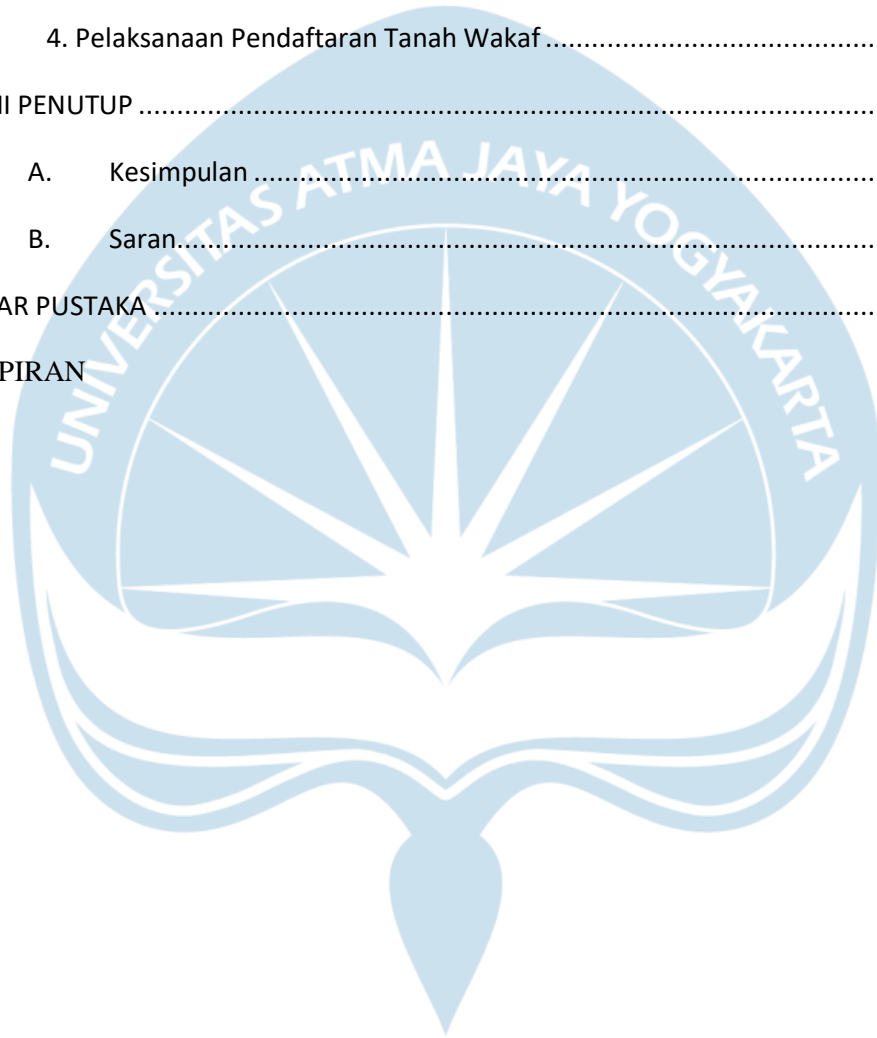 4. Pelaksanaan Pendaftaran Tanah Wakaf ..........................................
II PENUTUP ..........................................................................................
A. Kesimpulan ..........................................................................
B. Saran....................................................................................
AR PUSTAKA ........................................................................................
PIRAN
UNIVERSITAS ATMA JAYA YOGYAKARTA